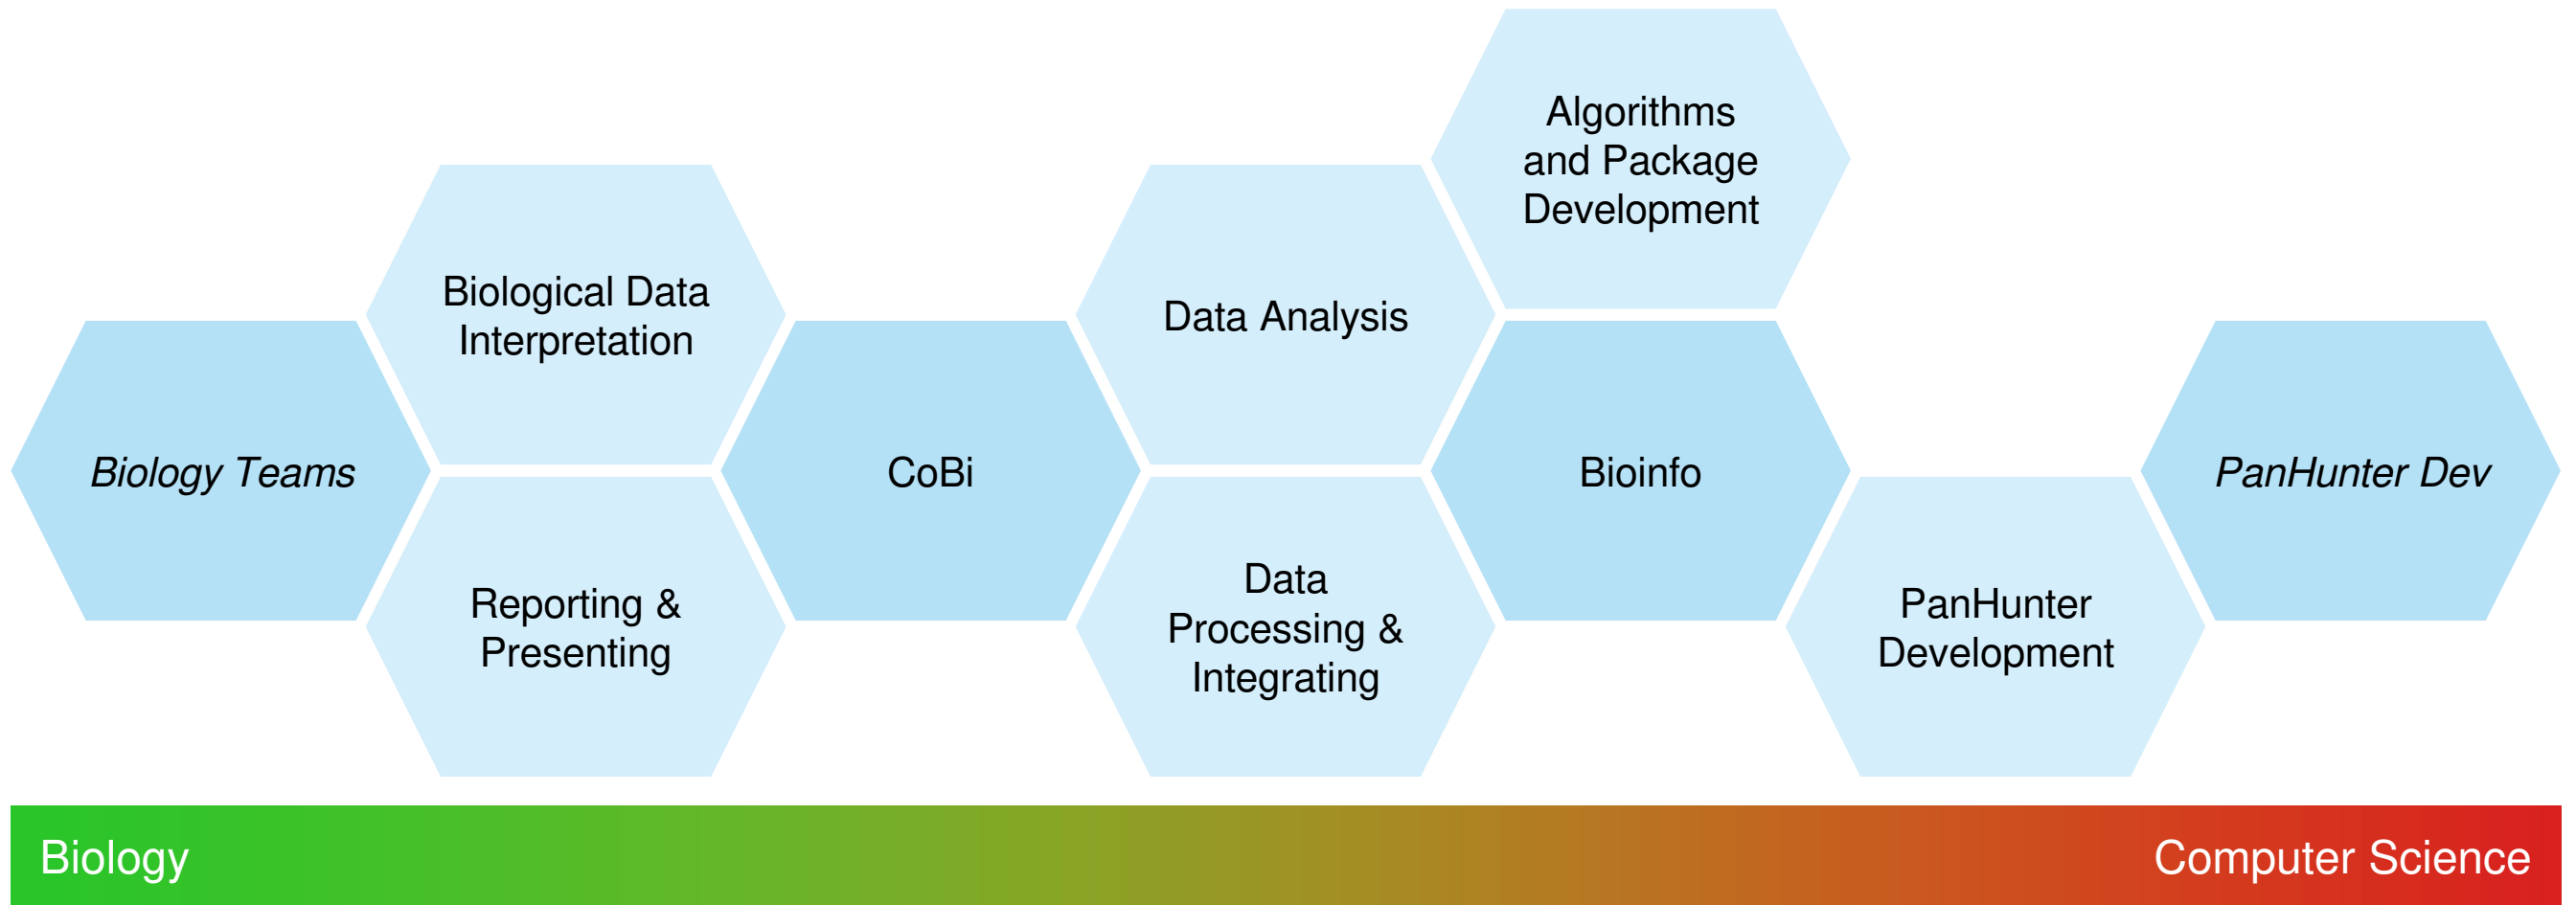 Algorithms
and Package
Development
Biological Data
Interpretation
Data Analysis
Biology Teams
CoBi
Bioinfo
PanHunter Dev
Reporting &
Presenting
Data
Processing &
Integrating
PanHunter
Development
Biology
Computer Science